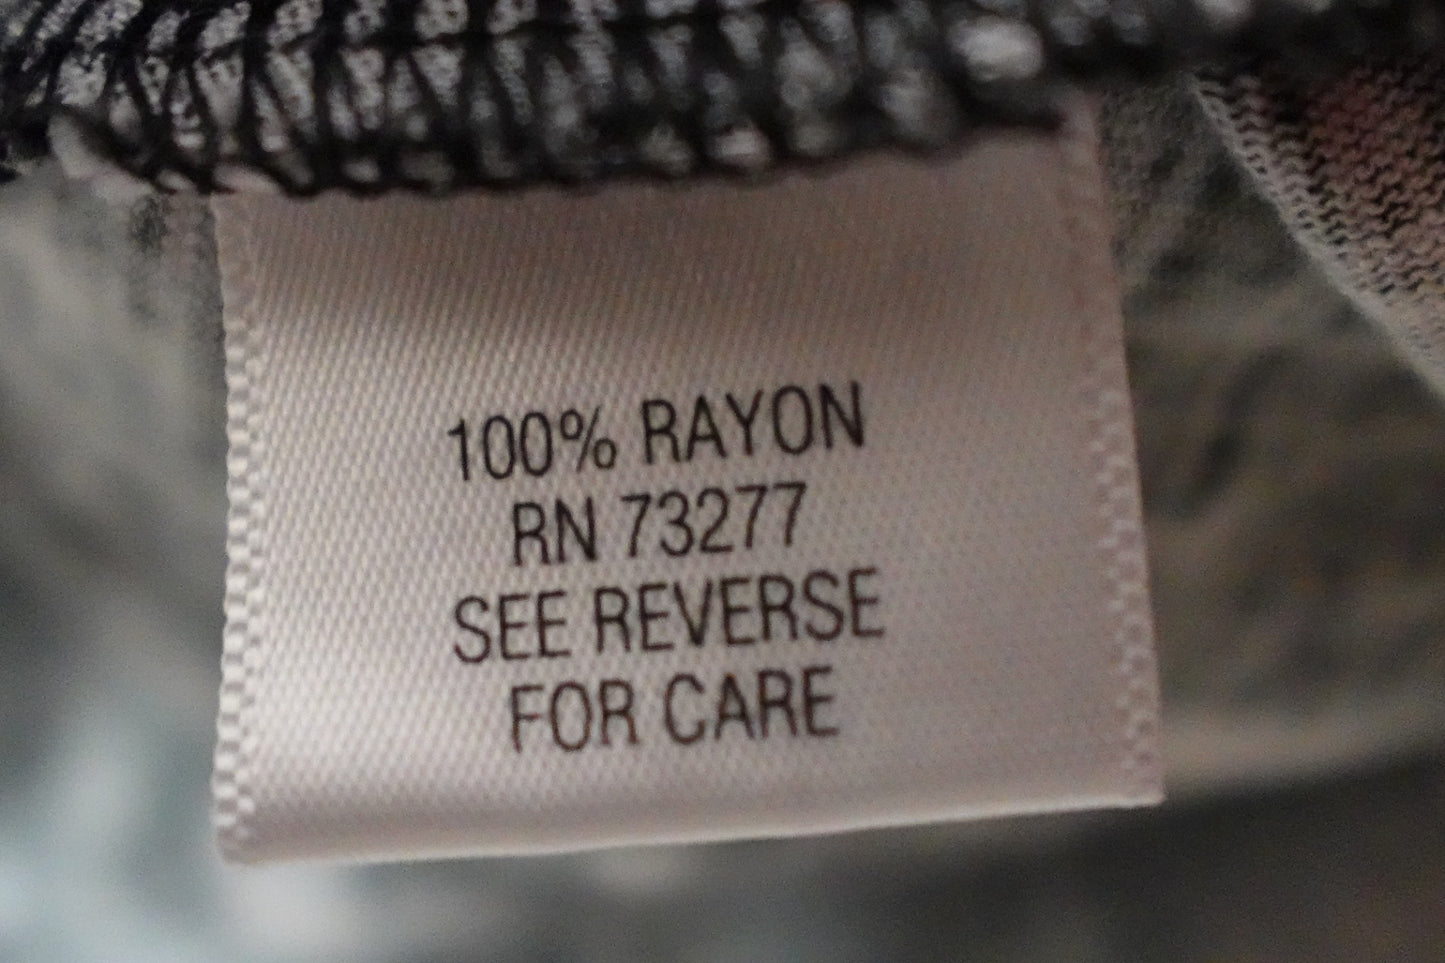 100% RAYON
RN 73277
SEE REVERSE
FOR CARE